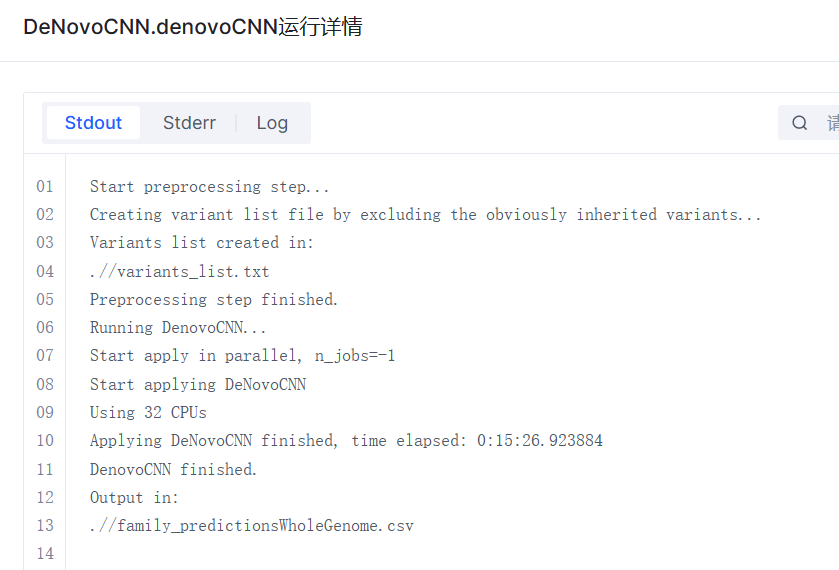 DeNovoCNN.denovoCNN运行详情
Stdout Stderr Log 请
01 Start preprocessing step...
02 Creating variant list file by excluding the obviously inherited variants...
03 Variants list created in:
04 .//variants_list.txt
05 Preprocessing step finished.
06 Running DenovoCNN...
07 Start apply in parallel, n_jobs=-1
08 Start applying DeNovoCNN
09 Using 32 CPUs
10 Applying DeNovoCNN finished, time elapsed: 0:15:26.923884
11 DenovoCNN finished.
12 Output in:
13 .//family_predictionsWholeGenome.csv
14